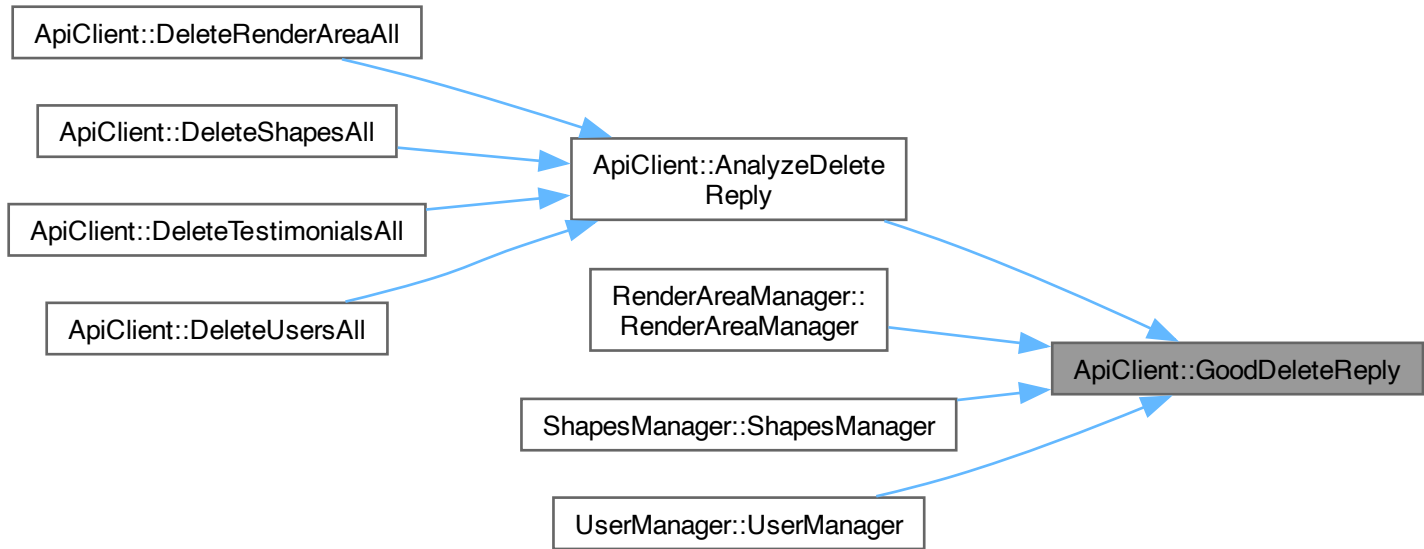 ApiClient::DeleteRenderAreaAll
ApiClient::DeleteShapesAll
ApiClient::DeleteTestimonialsAll
ApiClient::DeleteUsersAll
ApiClient::AnalyzeDelete
Reply
RenderAreaManager::
RenderAreaManager
ShapesManager::ShapesManager
UserManager::UserManager
ApiClient::GoodDeleteReply